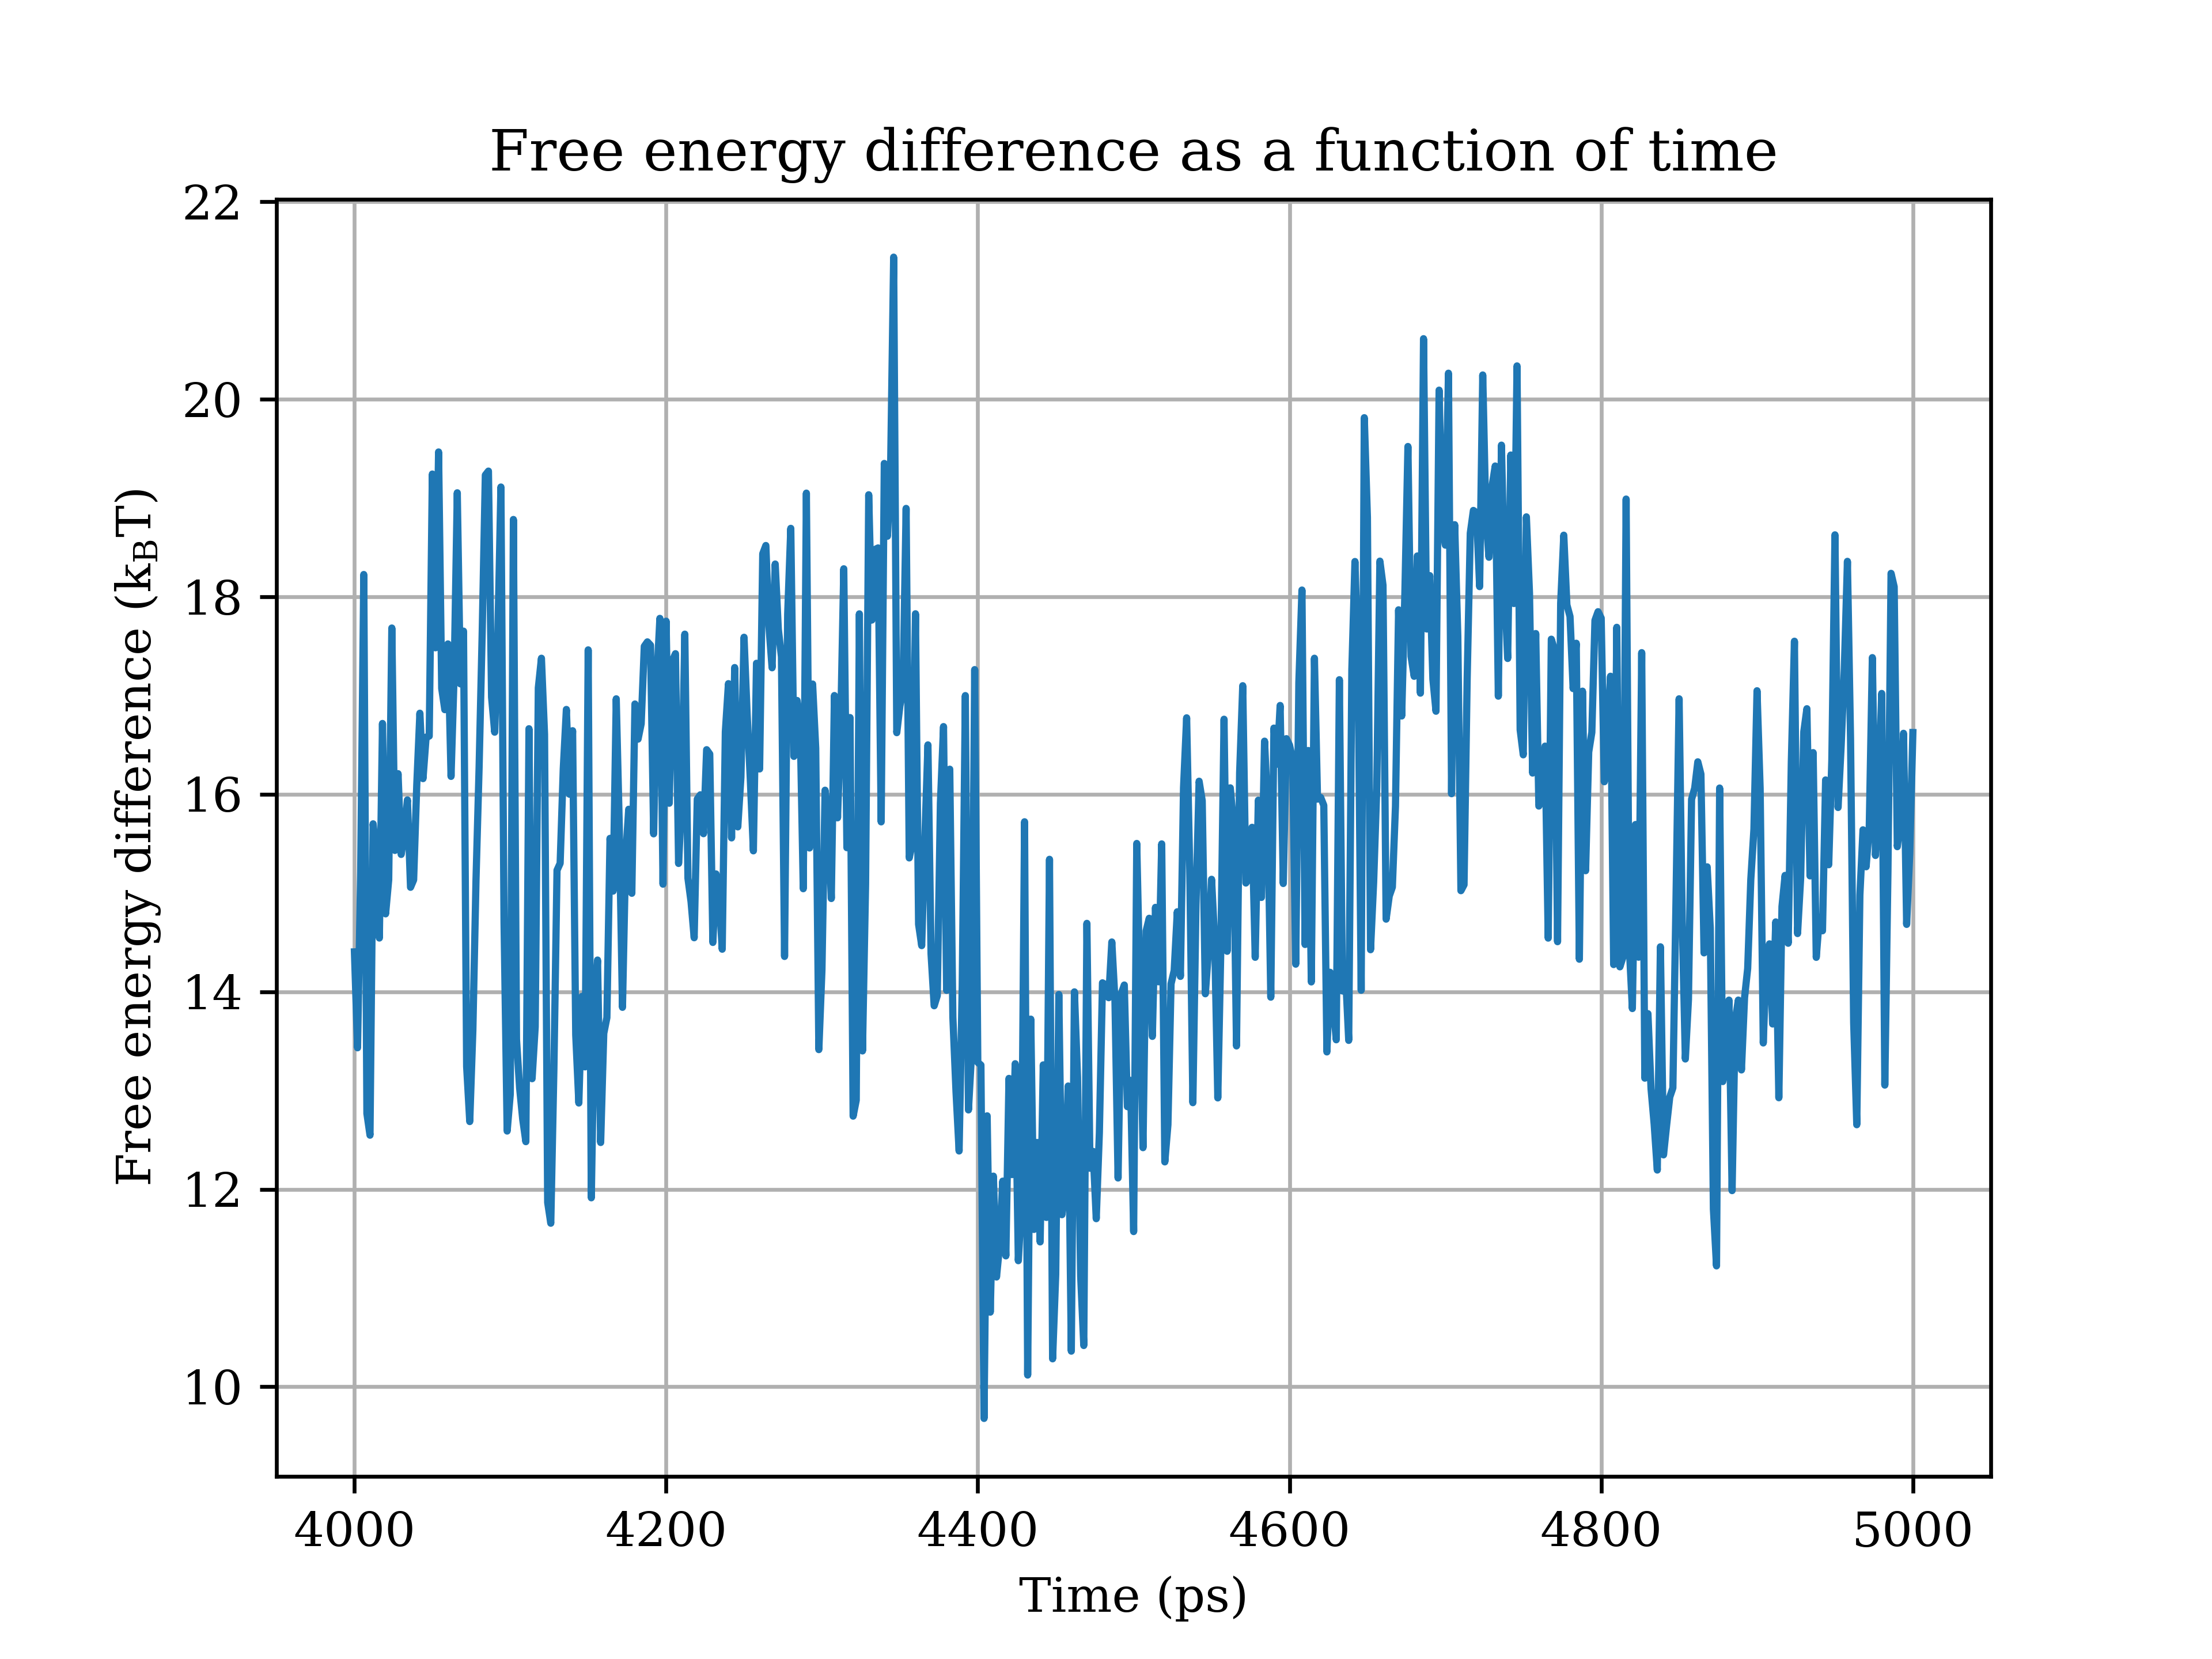 Free energy difference as a function of time
Free energy difference (kBT)
22
20
18
16
14
12
10
4000 4200 4400 4600 4800 5000
Time (ps)